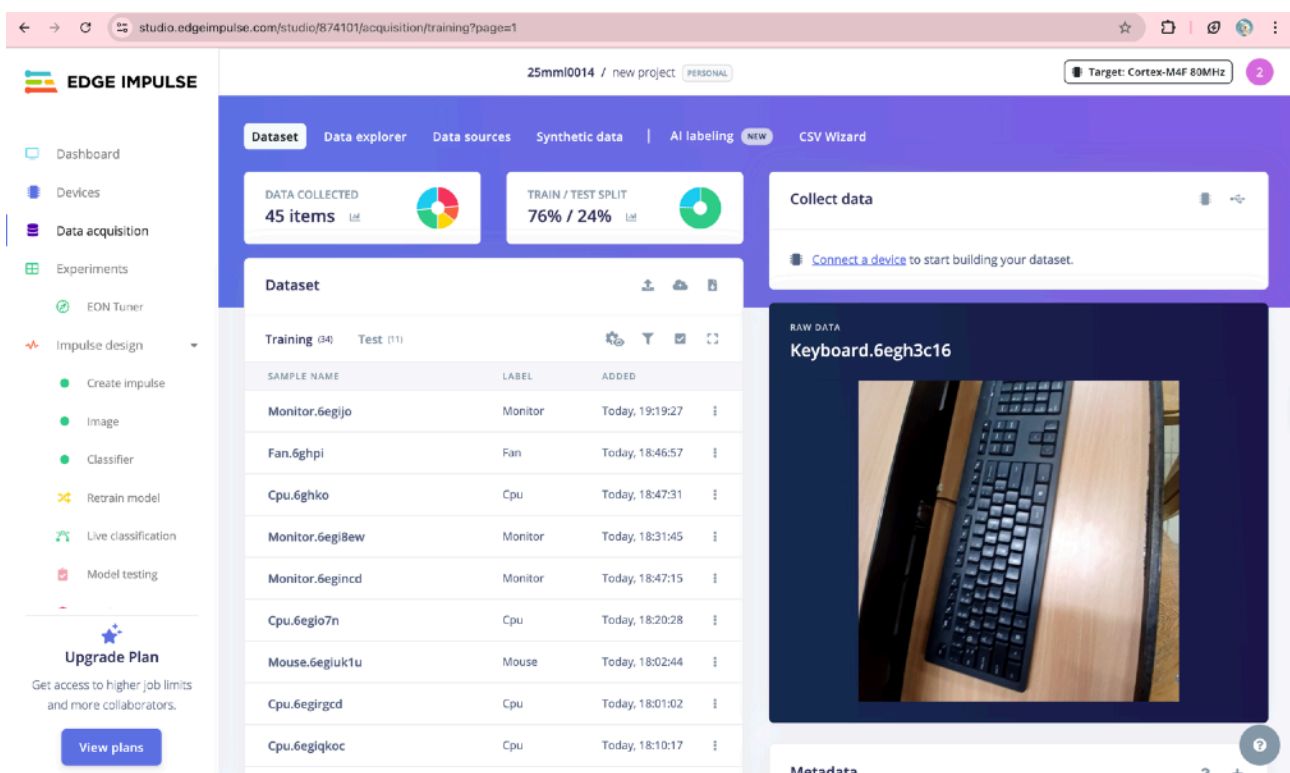 studio.edgeimpulse.com/studio/874101/acquisition/training?page=1
EDGE IMPULSE
25mml0014 / new project PERSONAL
Target: Cortex-M4F 80MHz
2
Dashboard
Devices
Data acquisition
Experiments
EON Tuner
Impulse design
Create impulse
Image
Classifier
Retrain model
Live classification
Model testing
Upgrade Plan
Get access to higher job limits
and more collaborators.
View plans
Dataset Data explorer Data sources Synthetic data | AI labeling NEW CSV Wizard
DATA COLLECTED
45 items
TRAIN / TEST SPLIT
76% / 24%
Dataset
Training (34) Test (11)
SAMPLE NAME LABEL ADDED
Monitor.6egijo Monitor Today, 19:19:27
Fan.6ghpi Fan Today, 18:46:57
Cpu.6ghko Cpu Today, 18:47:31
Monitor.6egi8ew Monitor Today, 18:31:45
Monitor.6egincd Monitor Today, 18:47:15
Cpu.6egio7n Cpu Today, 18:20:28
Mouse.6egiuk1u Mouse Today, 18:02:44
Cpu.6egirgcd Cpu Today, 18:01:02
Cpu.6egiqkoc Cpu Today, 18:10:17
Collect data
Connect a device to start building your dataset.
RAW DATA
Keyboard.6egh3c16
Metadata
?